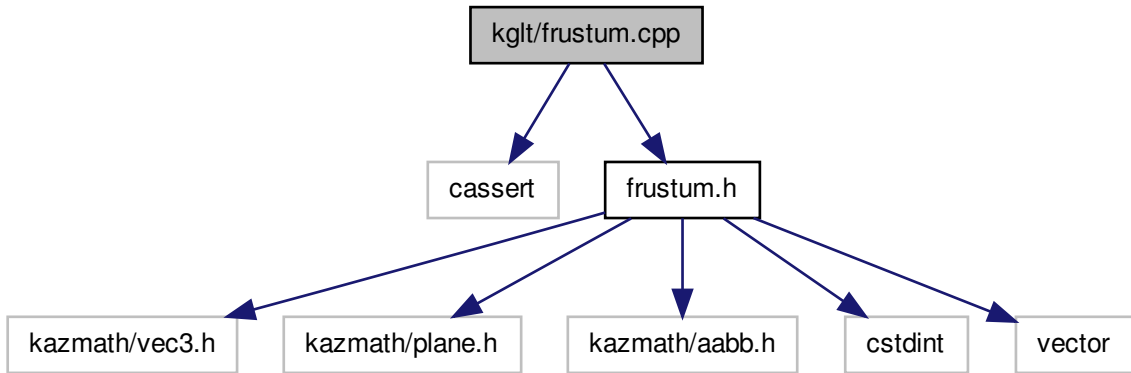 kglt/frustum.cpp
cassert
frustum.h
kazmath/vec3.h
kazmath/plane.h
kazmath/aabb.h
cstdint
vector